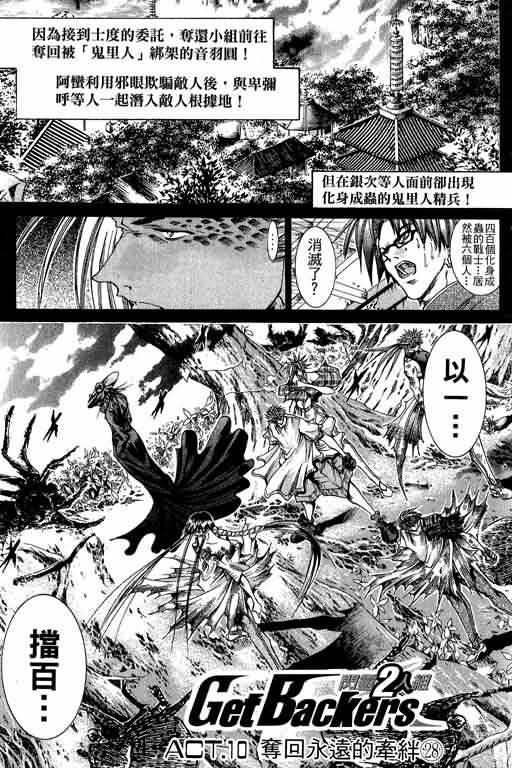 因為接到士度的委託，奪還小組前往
奪回被「鬼里人」綁架的音羽圓！
阿蠻利用邪眼欺騙敵人後，與卑彌
呼等人一起潛入敵人根據地！
但在銀次等人面前卻出現
化身成蟲的鬼里人精兵！
四百個化身成
蟲的戰士…居
然被六個人…
消滅了？
…
以一…
擋百…
閃靈2人組
GetBackers
ACT.10 奪回永遠的牽絆㉘